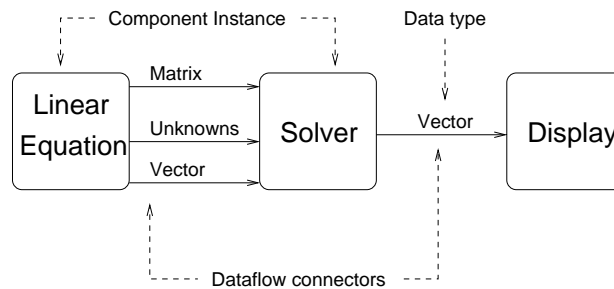 Component Instance
Data type
Matrix
Linear
Equation
Unknowns
Solver
Vector
Display
Vector
Dataflow connectors